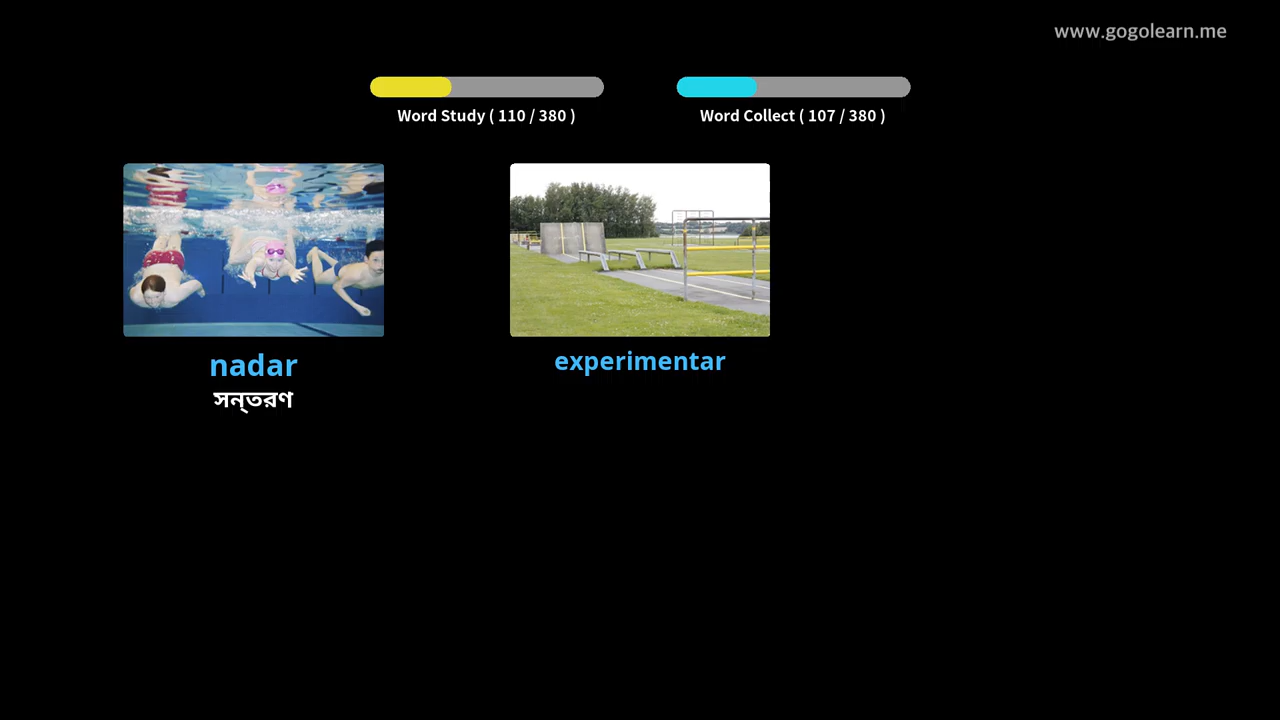 www.gogolearn.me
Word Study ( 110 / 380 )
Word Collect ( 107 / 380 )
nadar
সন্তরণ
experimentar